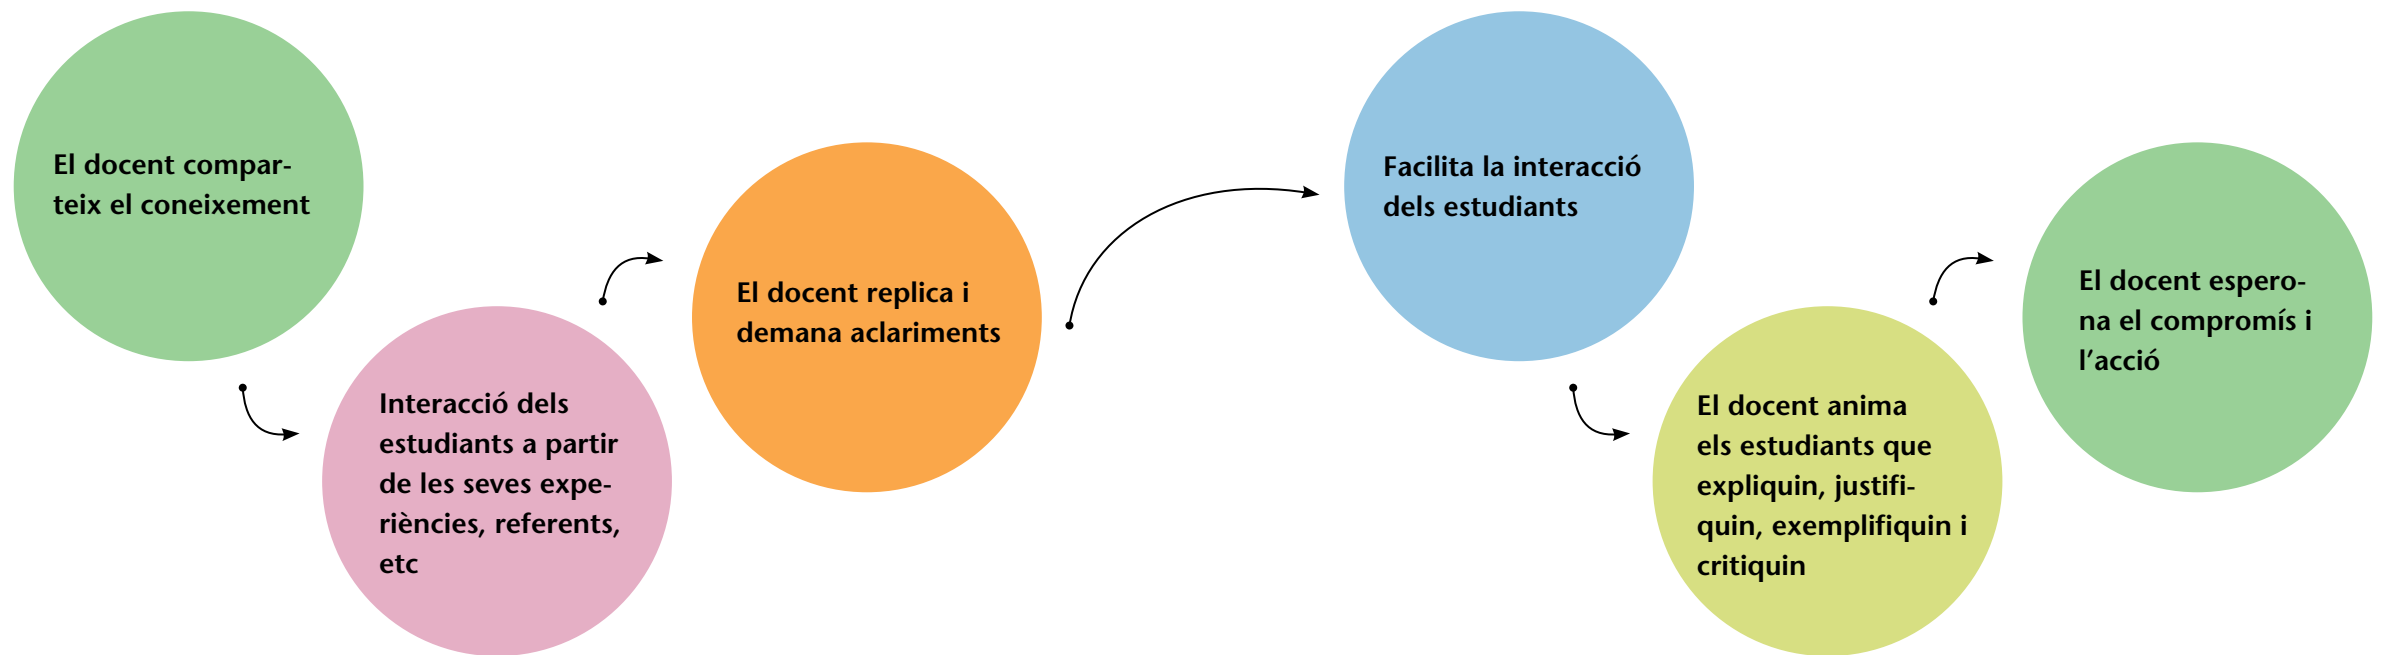 El docent compar-
teix el coneixement
Interacció dels
estudiants a partir
de les seves expe-
riències, referents,
etc
El docent replica i
demana aclariments
Facilita la interacció
dels estudiants
El docent anima
els estudiants que
expliquin, justifi-
quin, exemplifiquin i
critiquin
El docent espero-
na el compromís i
l’acció